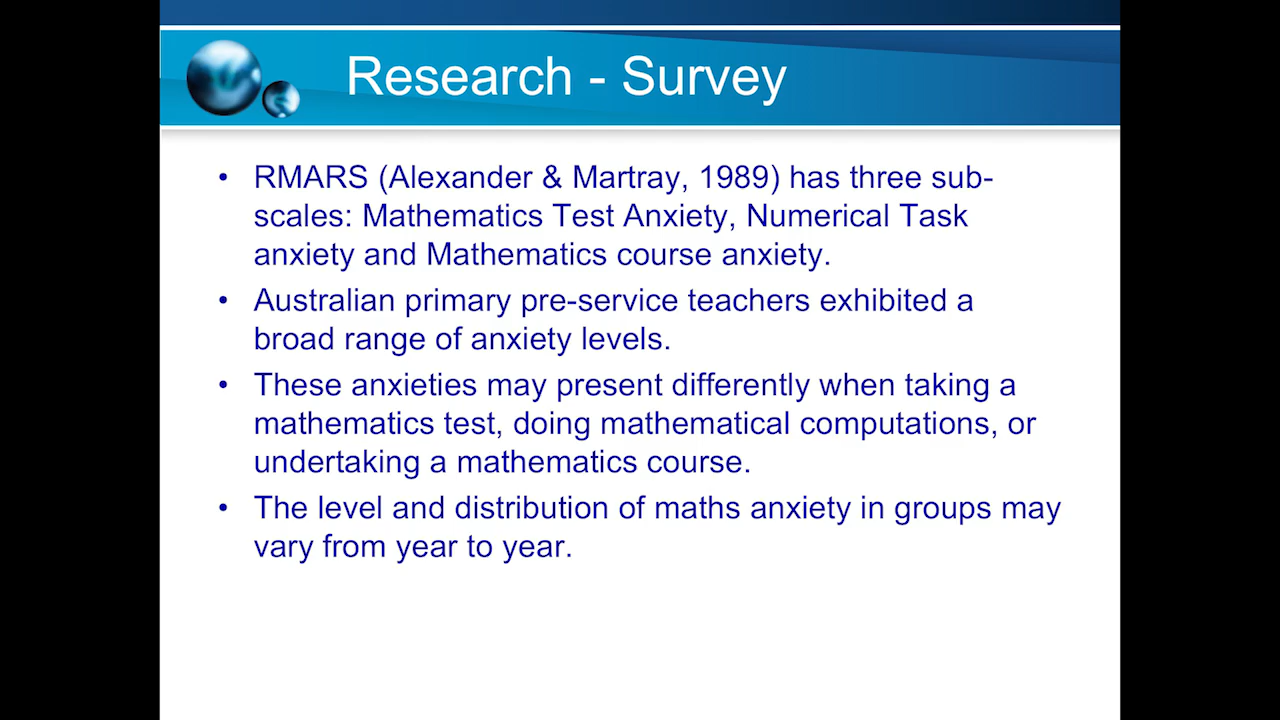 Research - Survey
• RMARS (Alexander & Martray, 1989) has three sub-
scales: Mathematics Test Anxiety, Numerical Task
anxiety and Mathematics course anxiety.
• Australian primary pre-service teachers exhibited a
broad range of anxiety levels.
• These anxieties may present differently when taking a
mathematics test, doing mathematical computations, or
undertaking a mathematics course.
• The level and distribution of maths anxiety in groups may
vary from year to year.